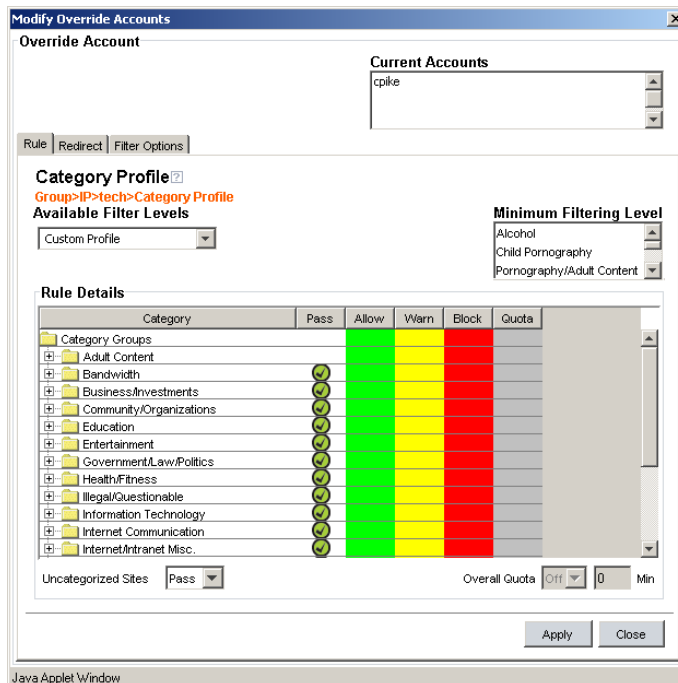 Modify Override Accounts
Override Account
Current Accounts
cpike
Rule Redirect Filter Options
Category Profile ?
Group>IP>tech>Category Profile
Available Filter Levels
Minimum Filtering Level
Custom Profile
Alcohol
Child Pornography
Pornography/Adult Content
Rule Details
Category Pass Allow Warn Block Quota
Category Groups
Adult Content
Bandwidth
Business/Investments
Community/Organizations
Education
Entertainment
Government/Law/Politics
Health/Fitness
Illegal/Questionable
Information Technology
Internet Communication
Internet/Intranet Misc.
Uncategorized Sites Pass Overall Quota Off 0 Min
Apply Close
Java Applet Window